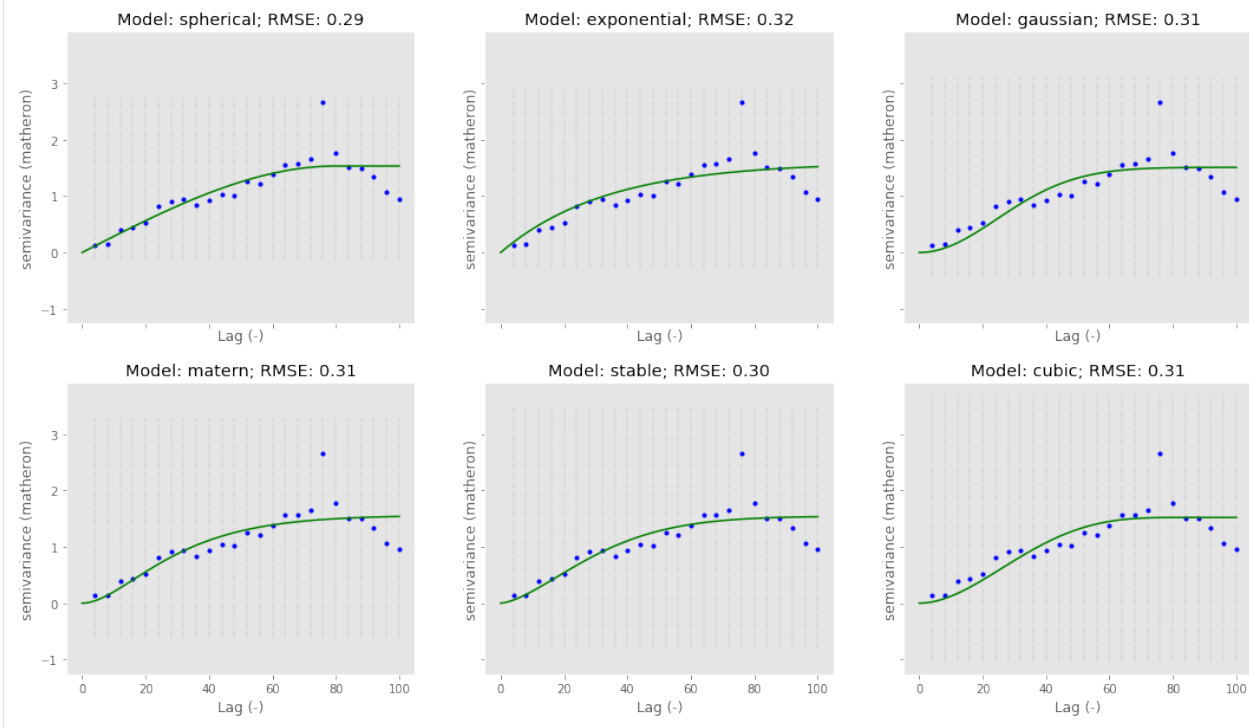 Model: spherical; RMSE: 0.29
Model: exponential; RMSE: 0.32
Model: gaussian; RMSE: 0.31
semivariance (matheron)
3
2
1
0
−1
Lag (-)
semivariance (matheron)
Lag (-)
semivariance (matheron)
Lag (-)
Model: matern; RMSE: 0.31
Model: stable; RMSE: 0.30
Model: cubic; RMSE: 0.31
semivariance (matheron)
3
2
1
0
−1
0 20 40 60 80 100
Lag (-)
semivariance (matheron)
0 20 40 60 80 100
Lag (-)
semivariance (matheron)
0 20 40 60 80 100
Lag (-)